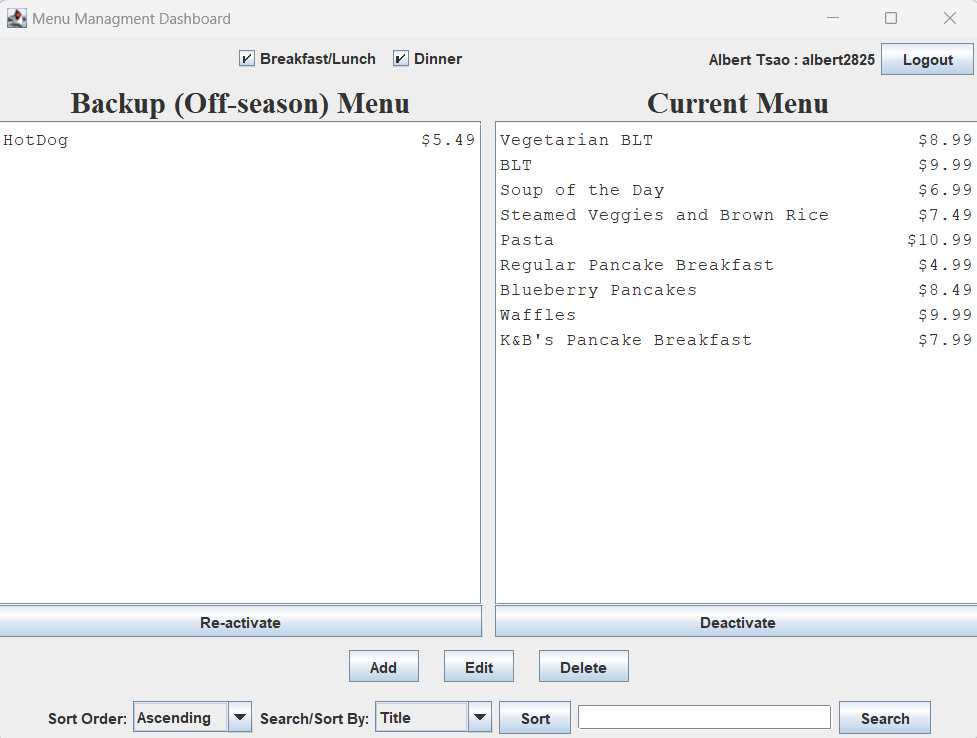 Menu Managment Dashboard
Breakfast/Lunch Dinner Albert Tsao : albert2825 Logout
Backup (Off-season) Menu Current Menu
HotDog $5.49
Vegetarian BLT $8.99
BLT $9.99
Soup of the Day $6.99
Steamed Veggies and Brown Rice $7.49
Pasta $10.99
Regular Pancake Breakfast $4.99
Blueberry Pancakes $8.49
Waffles $9.99
K&B's Pancake Breakfast $7.99
Re-activate Deactivate
Add Edit Delete
Sort Order: Ascending Search/Sort By: Title Sort Search